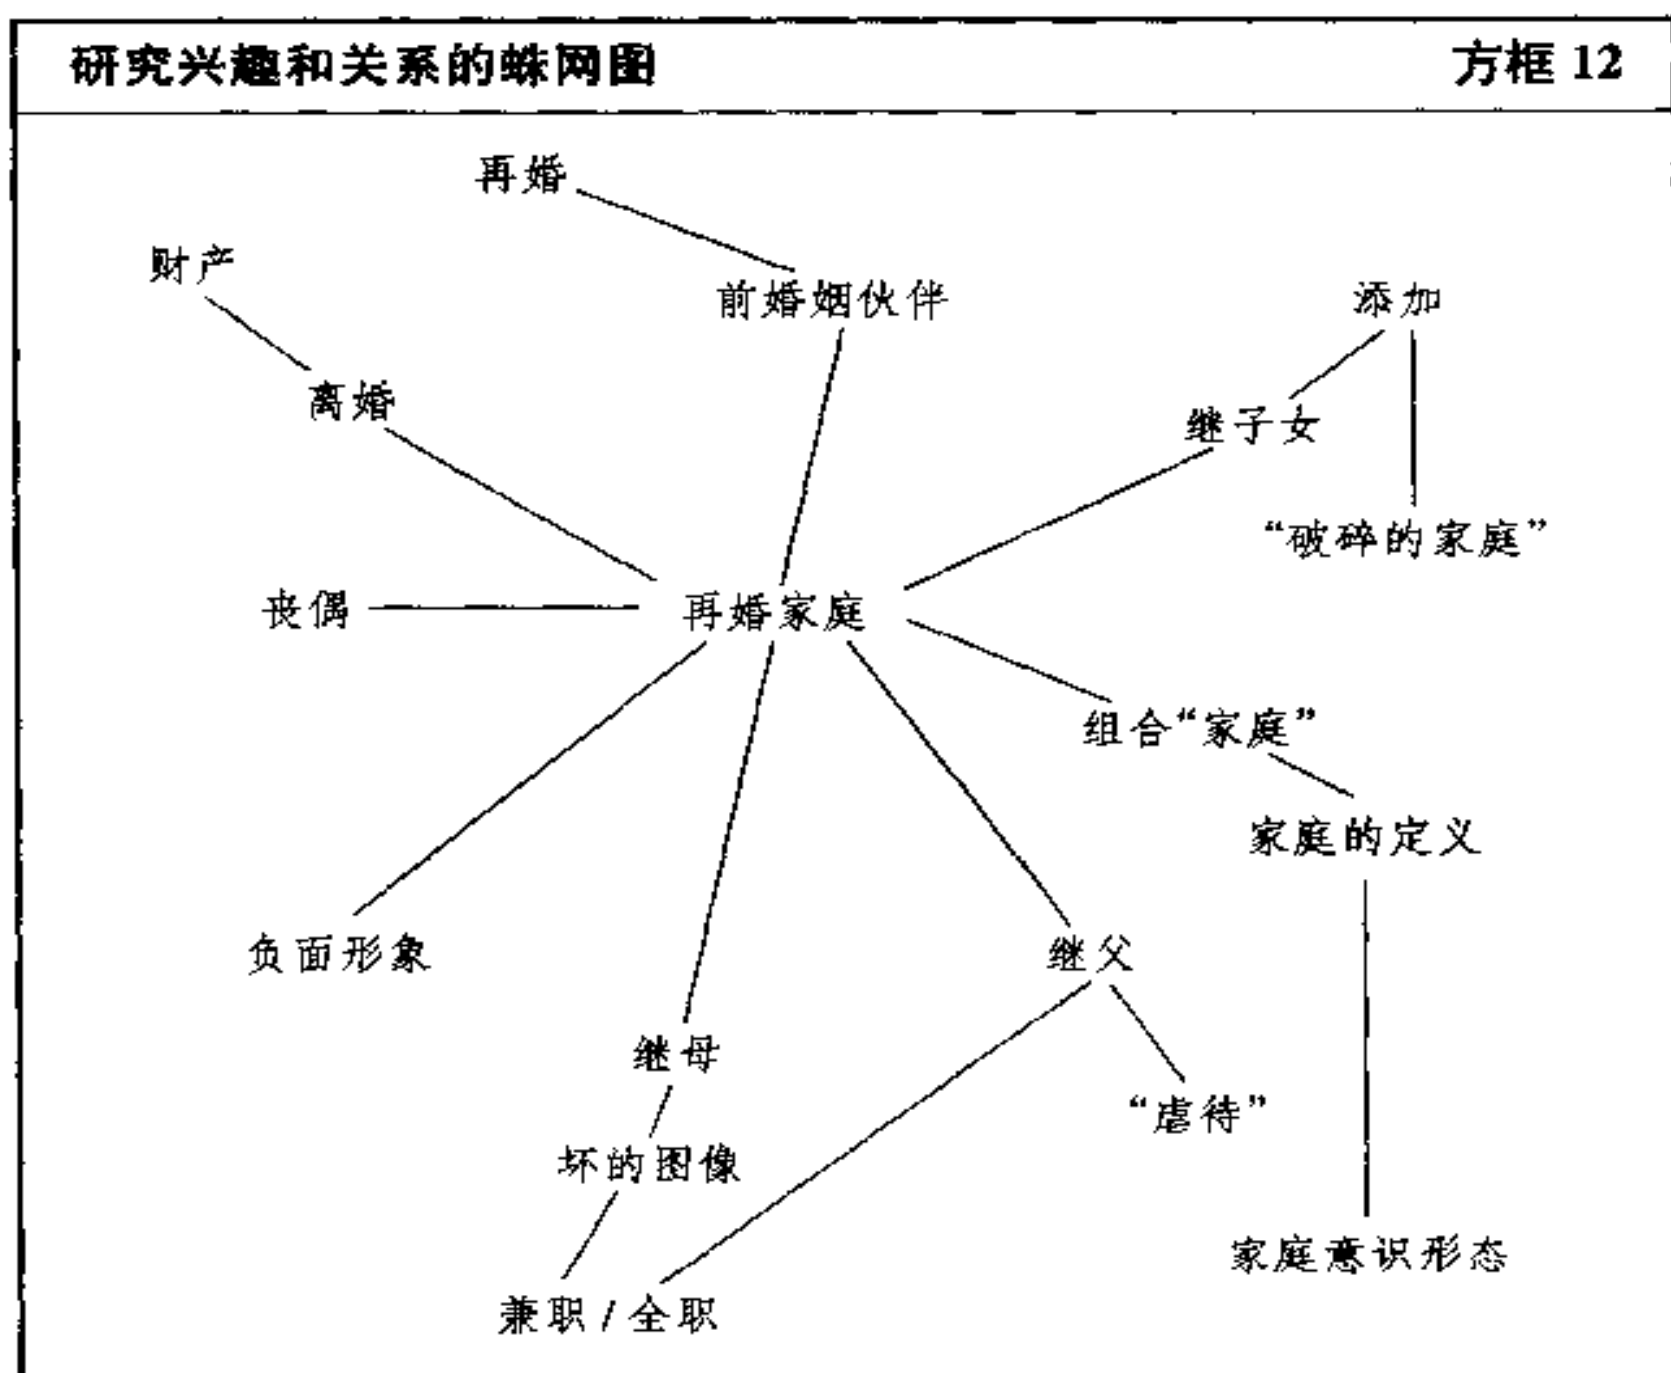 研究兴趣和关系的蛛网图 方框 12
再婚
财产
前婚姻伙伴
添加
离婚
继子女
“破碎的家庭”
丧偶
再婚家庭
组合“家庭”
家庭的定义
负面形象
继父
继母
“虐待”
坏的图像
家庭意识形态
兼职/全职